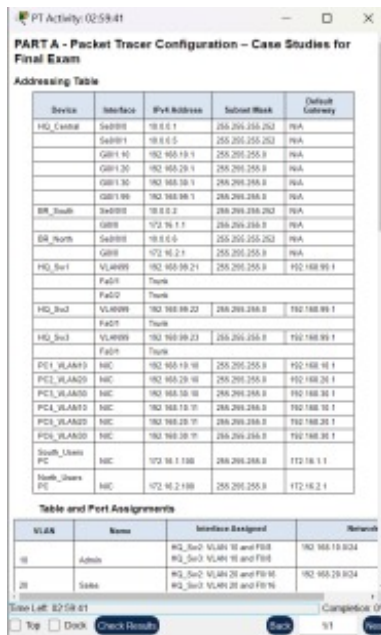 PT Activity: 02:59:41
PART A - Packet Tracer Configuration – Case Studies for
Final Exam
Addressing Table
Device Interface IPv4 Address Subnet Mask Default Gateway
HQ_Central Se0/0/0 10.0.0.1 255.255.255.252 N/A
Se0/0/1 10.0.0.5 255.255.255.252 N/A
Gi0/1.10 192.168.10.1 255.255.255.0 N/A
Gi0/1.20 192.168.20.1 255.255.255.0 N/A
Gi0/1.30 192.168.30.1 255.255.255.0 N/A
Gi0/1.99 192.168.99.1 255.255.255.0 N/A
BR_South Se0/0/0 10.0.0.2 255.255.255.252 N/A
Gi0/0 172.16.1.1 255.255.255.0 N/A
BR_North Se0/0/0 10.0.0.6 255.255.255.252 N/A
Gi0/0 172.16.2.1 255.255.255.0 N/A
HQ_Sw1 VLAN99 192.168.99.21 255.255.255.0 192.168.99.1
Fa0/1 Trunk
Fa0/2 Trunk
HQ_Sw2 VLAN99 192.168.99.22 255.255.255.0 192.168.99.1
Fa0/1 Trunk
HQ_Sw3 VLAN99 192.168.99.23 255.255.255.0 192.168.99.1
Fa0/1 Trunk
PC1_VLAN10 NIC 192.168.10.10 255.255.255.0 192.168.10.1
PC2_VLAN20 NIC 192.168.20.10 255.255.255.0 192.168.20.1
PC3_VLAN30 NIC 192.168.30.10 255.255.255.0 192.168.30.1
PC4_VLAN10 NIC 192.168.10.11 255.255.255.0 192.168.10.1
PC5_VLAN20 NIC 192.168.20.11 255.255.255.0 192.168.20.1
PC6_VLAN30 NIC 192.168.30.11 255.255.255.0 192.168.30.1
South_Users PC NIC 172.16.1.100 255.255.255.0 172.16.1.1
North_Users PC NIC 172.16.2.100 255.255.255.0 172.16.2.1
Table and Port Assignments
VLAN Name Interface Assigned Network
10 Admin HQ_Sw2: VLAN 10 and 192.168.10.0/24
HQ_Sw3: VLAN 10 and
20 Sales HQ_Sw2: VLAN 20 and 192.168.20.0/24
HQ_Sw3: VLAN 20 and
Time Left: 02:59:41 Completion: 0
Top Dock Check Results Back 1/1